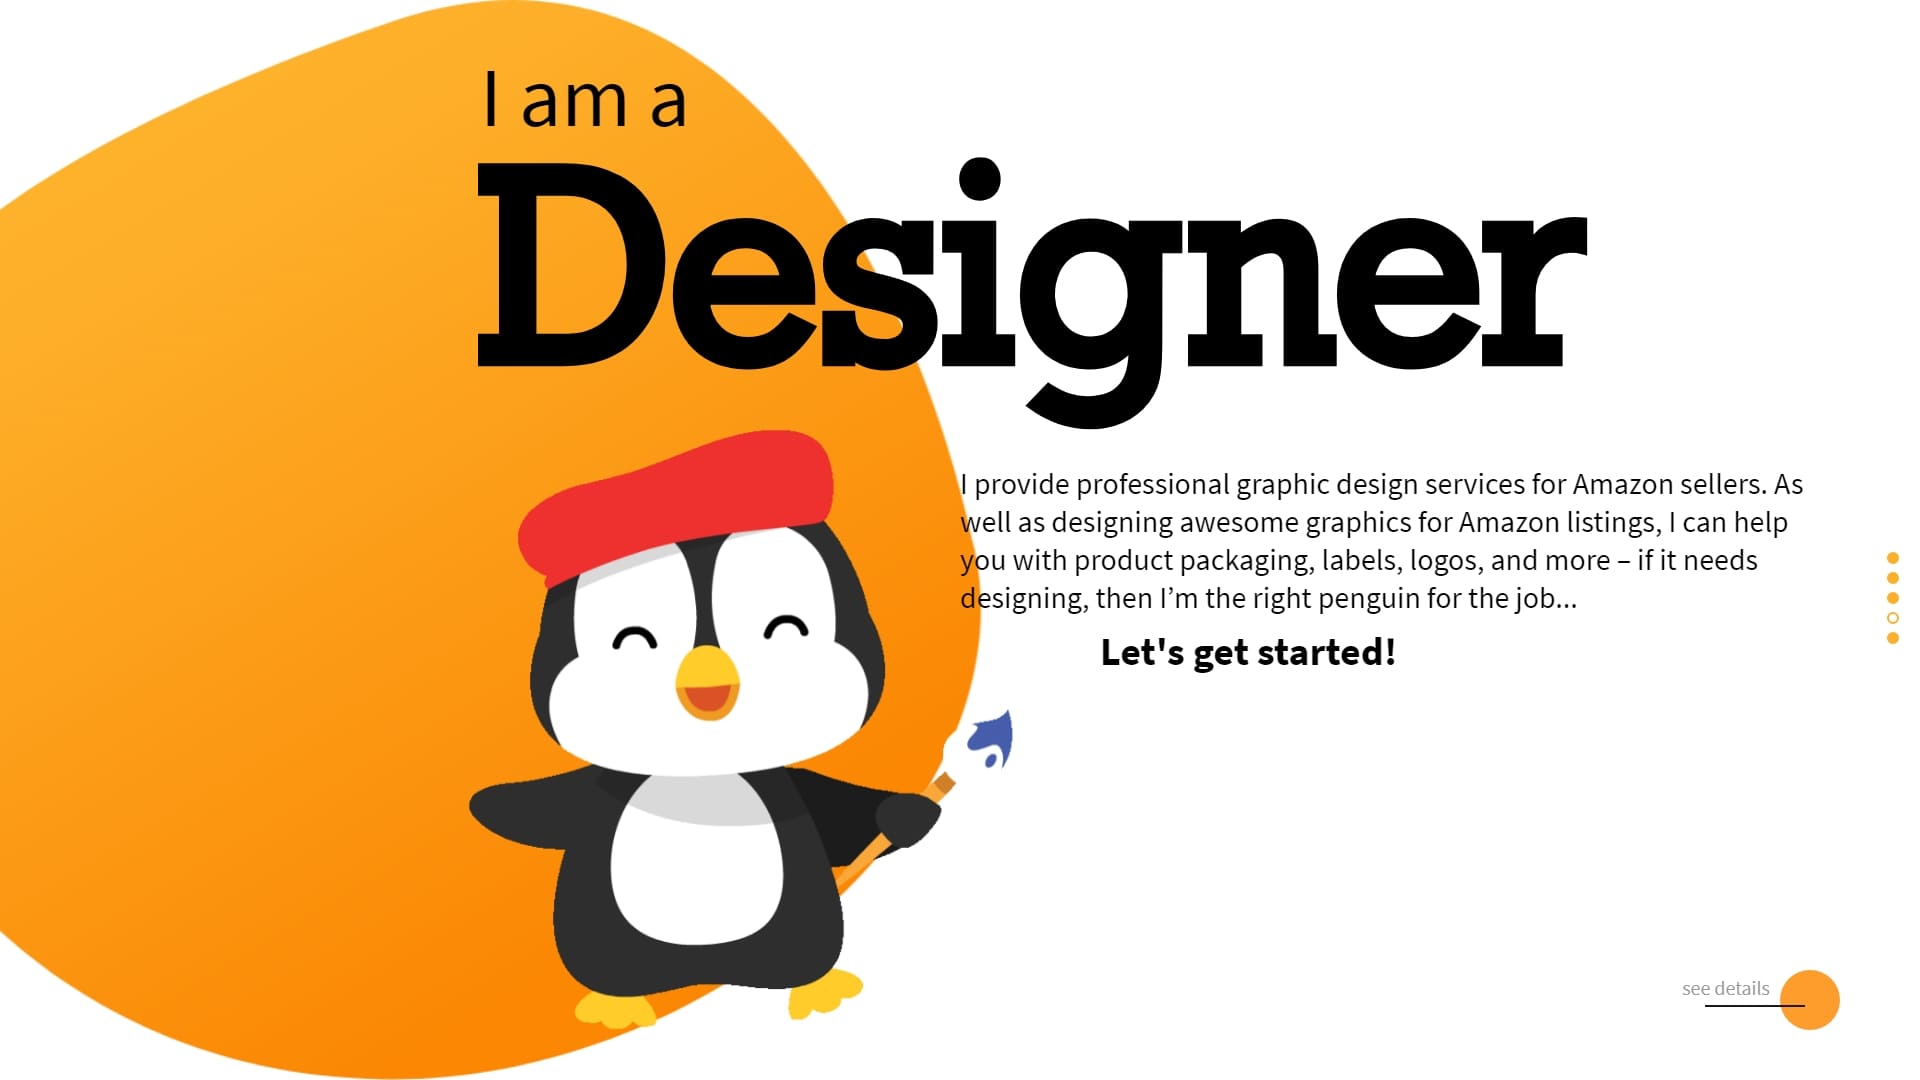 I am a
Designer
I provide professional graphic design services for Amazon sellers. As
well as designing awesome graphics for Amazon listings, I can help
you with product packaging, labels, logos, and more – if it needs
designing, then I’m the right penguin for the job...
Let's get started!
see details